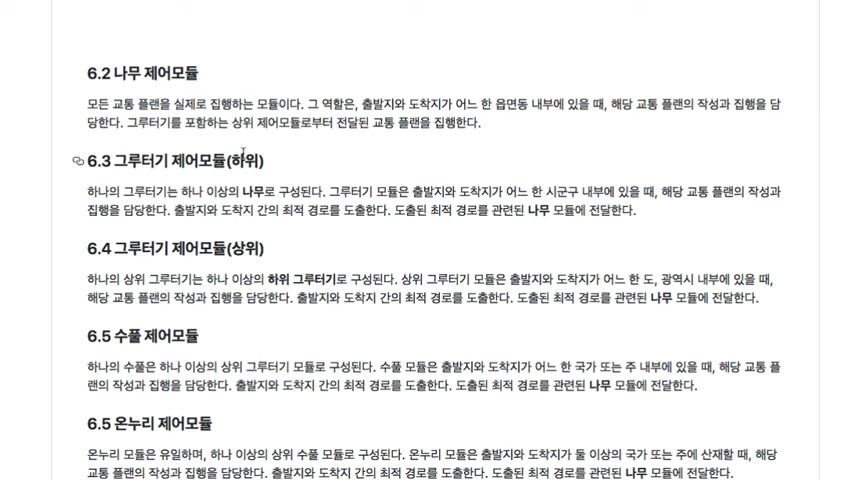 6.2 나무 제어모듈
모든 교통 플랜을 실제로 집행하는 모듈이다. 그 역할은, 출발지와 도착지가 어느 한 읍면동 내부에 있을 때, 해당 교통 플랜의 작성과 집행을 담
당한다. 그루터기를 포함하는 상위 제어모듈로부터 전달된 교통 플랜을 집행한다.
6.3 그루터기 제어모듈(하위)
하나의 그루터기는 하나 이상의 나무로 구성된다. 그루터기 모듈은 출발지와 도착지가 어느 한 시군구 내부에 있을 때, 해당 교통 플랜의 작성과
집행을 담당한다. 출발지와 도착지 간의 최적 경로를 도출한다. 도출된 최적 경로를 관련된 나무 모듈에 전달한다.
6.4 그루터기 제어모듈(상위)
하나의 상위 그루터기는 하나 이상의 하위 그루터기로 구성된다. 상위 그루터기 모듈은 출발지와 도착지가 어느 한 도, 광역시 내부에 있을 때,
해당 교통 플랜의 작성과 집행을 담당한다. 출발지와 도착지 간의 최적 경로를 도출한다. 도출된 최적 경로를 관련된 나무 모듈에 전달한다.
6.5 수풀 제어모듈
하나의 수풀은 하나 이상의 상위 그루터기 모듈로 구성된다. 수풀 모듈은 출발지와 도착지가 어느 한 국가 또는 주 내부에 있을 때, 해당 교통 플
랜의 작성과 집행을 담당한다. 출발지와 도착지 간의 최적 경로를 도출한다. 도출된 최적 경로를 관련된 나무 모듈에 전달한다.
6.5 온누리 제어모듈
온누리 모듈은 유일하며, 하나 이상의 상위 수풀 모듈로 구성된다. 온누리 모듈은 출발지와 도착지가 둘 이상의 국가 또는 주에 산재할 때, 해당
교통 플랜의 작성과 집행을 담당한다. 출발지와 도착지 간의 최적 경로를 도출한다. 도출된 최적 경로를 관련된 나무 모듈에 전달한다.